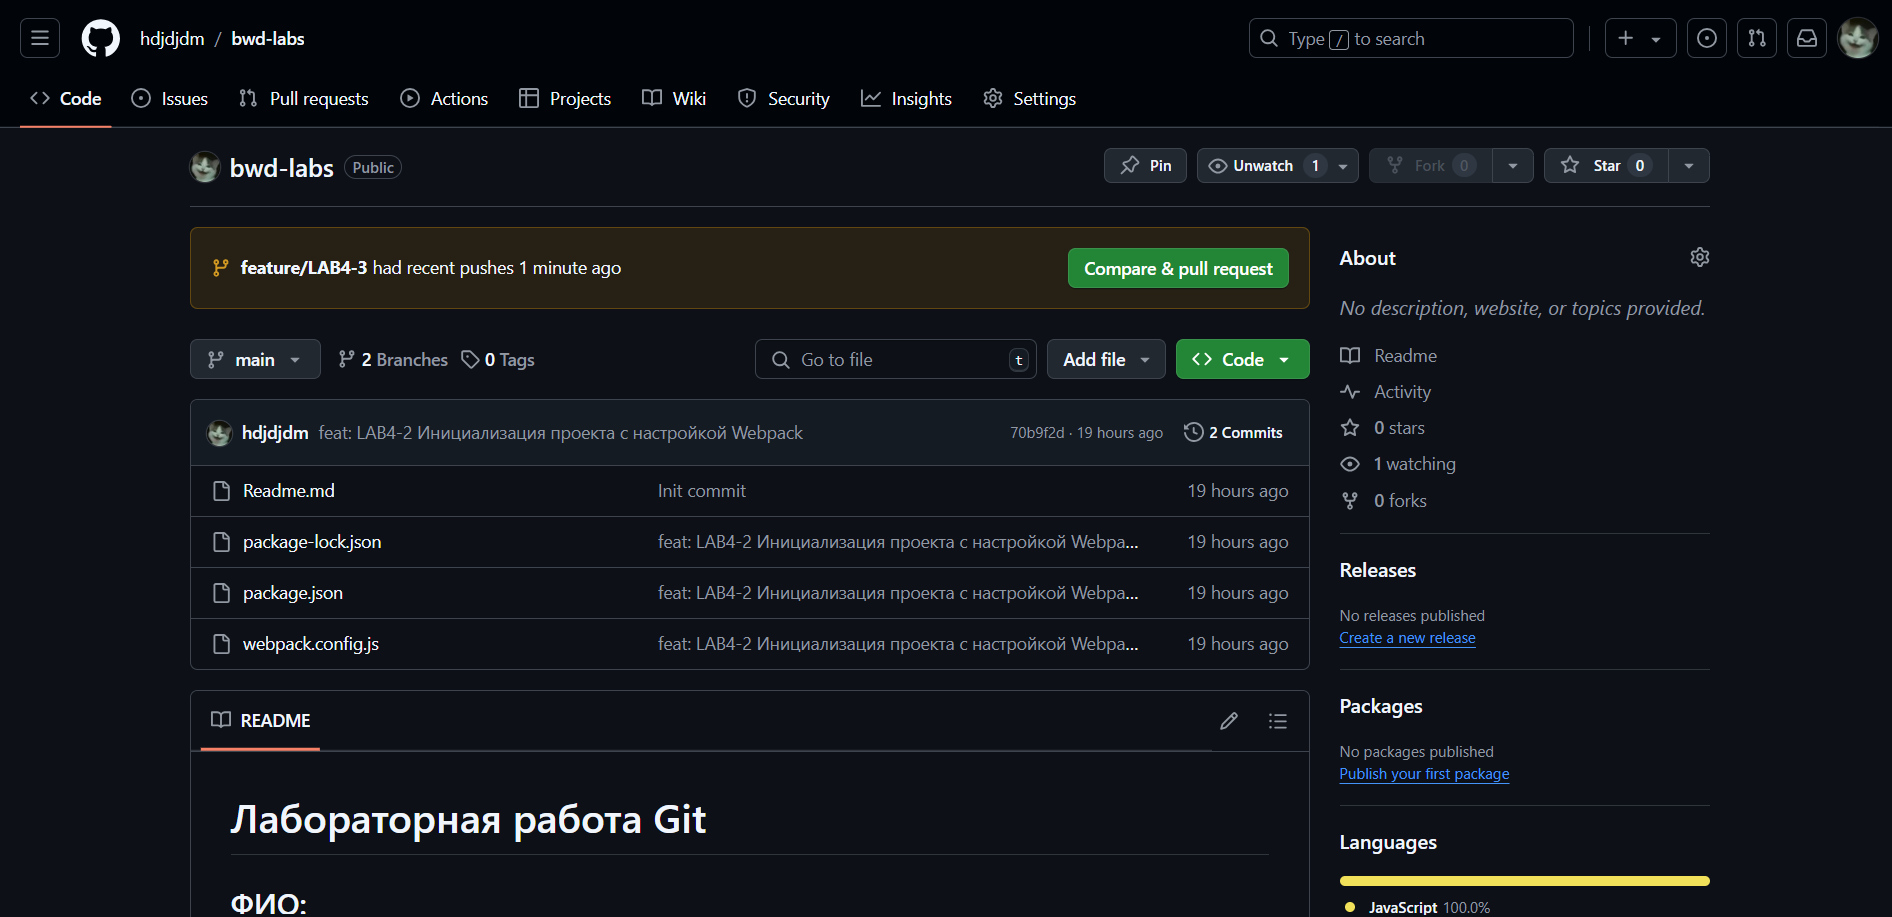 hdjdjdm / bwd-labs
Type / to search
Code Issues Pull requests Actions Projects Wiki Security Insights Settings
bwd-labs Public
Pin Unwatch 1 Fork 0 Star 0
feature/LAB4-3 had recent pushes 1 minute ago
Compare & pull request
main 2 Branches 0 Tags
Go to file t
Add file
Code
hdjdjdm feat: LAB4-2 Инициализация проекта с настройкой Webpack 70b9f2d · 19 hours ago 2 Commits
Readme.md Init commit 19 hours ago
package-lock.json feat: LAB4-2 Инициализация проекта с настройкой Webpa... 19 hours ago
package.json feat: LAB4-2 Инициализация проекта с настройкой Webpa... 19 hours ago
webpack.config.js feat: LAB4-2 Инициализация проекта с настройкой Webpa... 19 hours ago
README
Лабораторная работа Git
ФИО:
About
No description, website, or topics provided.
Readme
Activity
0 stars
1 watching
0 forks
Releases
No releases published
Create a new release
Packages
No packages published
Publish your first package
Languages
JavaScript 100.0%